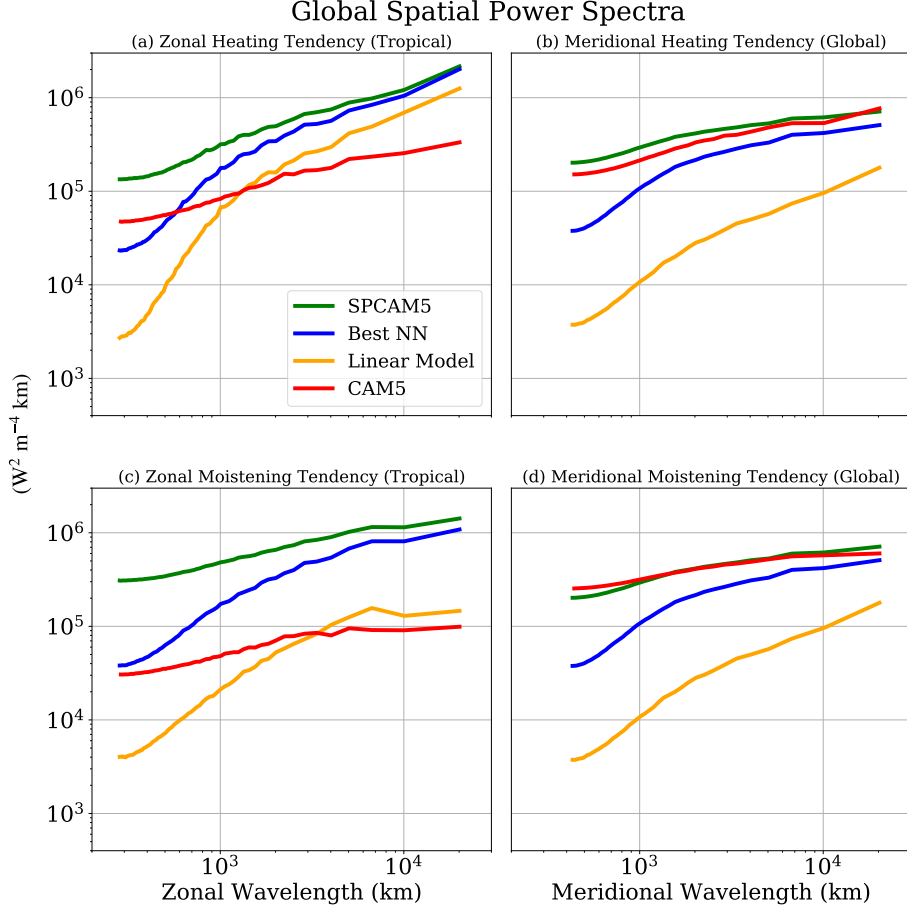 Global Spatial Power Spectra
(a) Zonal Heating Tendency (Tropical)
(b) Meridional Heating Tendency (Global)
10⁶
10⁵
10⁴
10³
SPCAM5
Best NN
Linear Model
CAM5
(W² m⁻⁴ km)
(c) Zonal Moistening Tendency (Tropical)
(d) Meridional Moistening Tendency (Global)
10⁶
10⁵
10⁴
10³
10³ 10⁴
10³ 10⁴
Zonal Wavelength (km)
Meridional Wavelength (km)